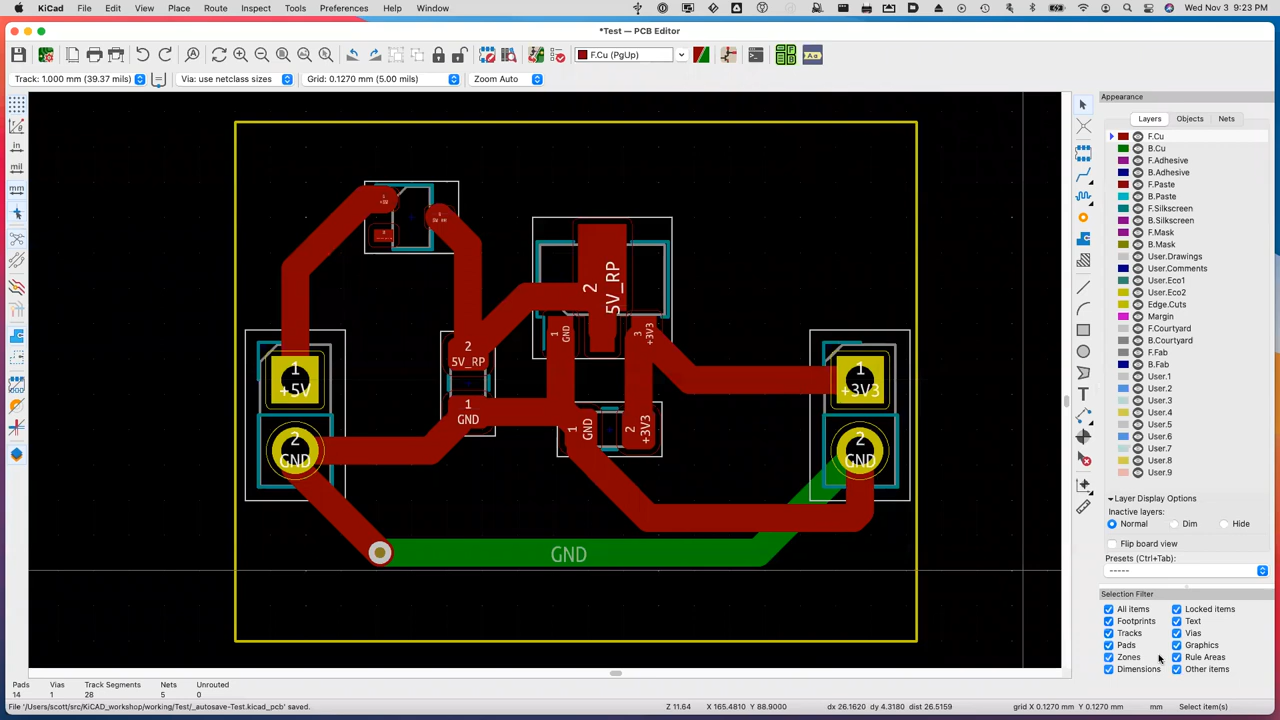 KiCad File Edit View Place Route Inspect Tools Preferences Help Window Wed Nov 3 9:23 PM
*Test — PCB Editor
F.Cu (PgUp)
Track: 1.000 mm (39.37 mils) Via: use netclass sizes Grid: 0.1270 mm (5.00 mils) Zoom Auto
Appearance
Layers Objects Nets
in
mil
mm
F.Cu
B.Cu
F.Adhesive
B.Adhesive
F.Paste
B.Paste
F.Silkscreen
B.Silkscreen
F.Mask
B.Mask
User.Drawings
User.Comments
User.Eco1
User.Eco2
Edge.Cuts
Margin
F.Courtyard
B.Courtyard
F.Fab
B.Fab
User.1
User.2
User.3
User.4
User.5
User.6
User.7
User.8
User.9
Layer Display Options
Inactive layers:
Normal Dim Hide
Flip board view
Presets (Ctrl+Tab):
-----
Selection Filter
All items Locked items
Footprints Text
Tracks Vias
Pads Graphics
Zones Rule Areas
Dimensions Other items
2
5V_RP
1
GND
3
+3V3
2
5V_RP
1
GND
1
GND
2
+3V3
1
+5V
2
GND
1
+3V3
2
GND
GND
Pads Vias Track Segments Nets Unrouted
14 1 28 5 0
File '/Users/scott/src/KiCAD_workshop/working/Test/_autosave-Test.kicad_pcb' saved. Z 11.64 X 165.4810 Y 88.9000 dx 26.1620 dy 4.3180 dist 26.5159 grid X 0.1270 Y 0.1270 mm Select item(s)